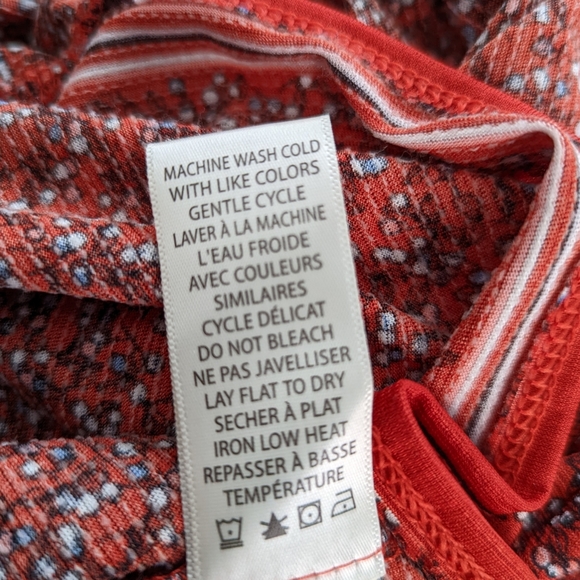 MACHINE WASH COLD
WITH LIKE COLORS
GENTLE CYCLE
LAVER À LA MACHINE
L'EAU FROIDE
AVEC COULEURS
SIMILAIRES
CYCLE DÉLICAT
DO NOT BLEACH
NE PAS JAVELLISER
LAY FLAT TO DRY
SECHER À PLAT
IRON LOW HEAT
REPASSER À BASSE
TEMPÉRATURE